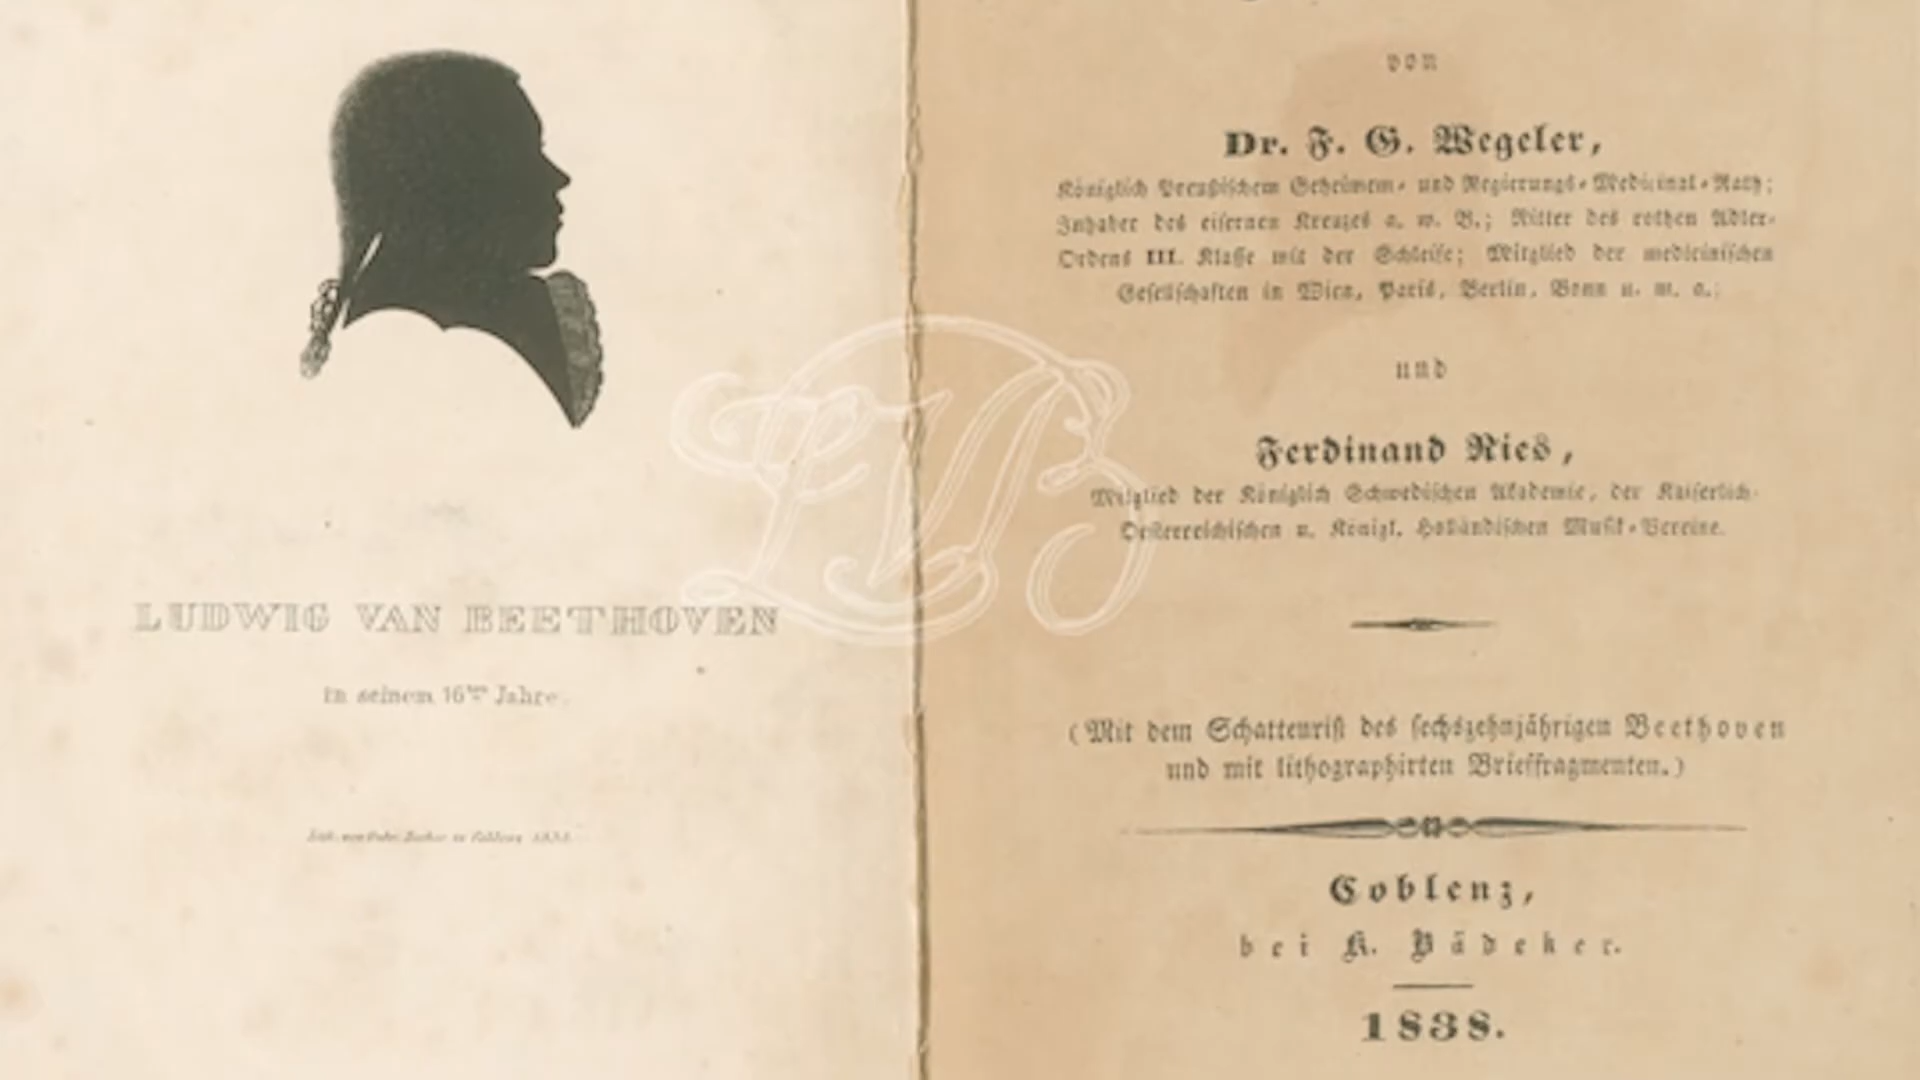 LUDWIG VAN BEETHOVEN
in seinem 16ten Jahre.
von
Dr. F. G. Wegeler,
Königlich Preußischem Geheimem- und Regierungs-Medicinal-Rath;
Inhaber des eisernen Kreuzes a. w. B.; Ritter des rothen Adler-
Ordens III. Klasse mit der Schleife; Mitglied der medicinischen
Gesellschaften in Wien, Paris, Berlin, Bonn u. m. a.;
und
Ferdinand Ries,
Mitglied der Königlich Schwedischen Akademie, der Kaiserlich-
Oesterreichischen u. Königl. Holländischen Musik-Vereine.
(Mit dem Schattenriß des sechszehnjährigen Beethoven
und mit lithographirten Brieffragmenten.)
Coblenz,
bei K. Bädeker.
1838.
LVB